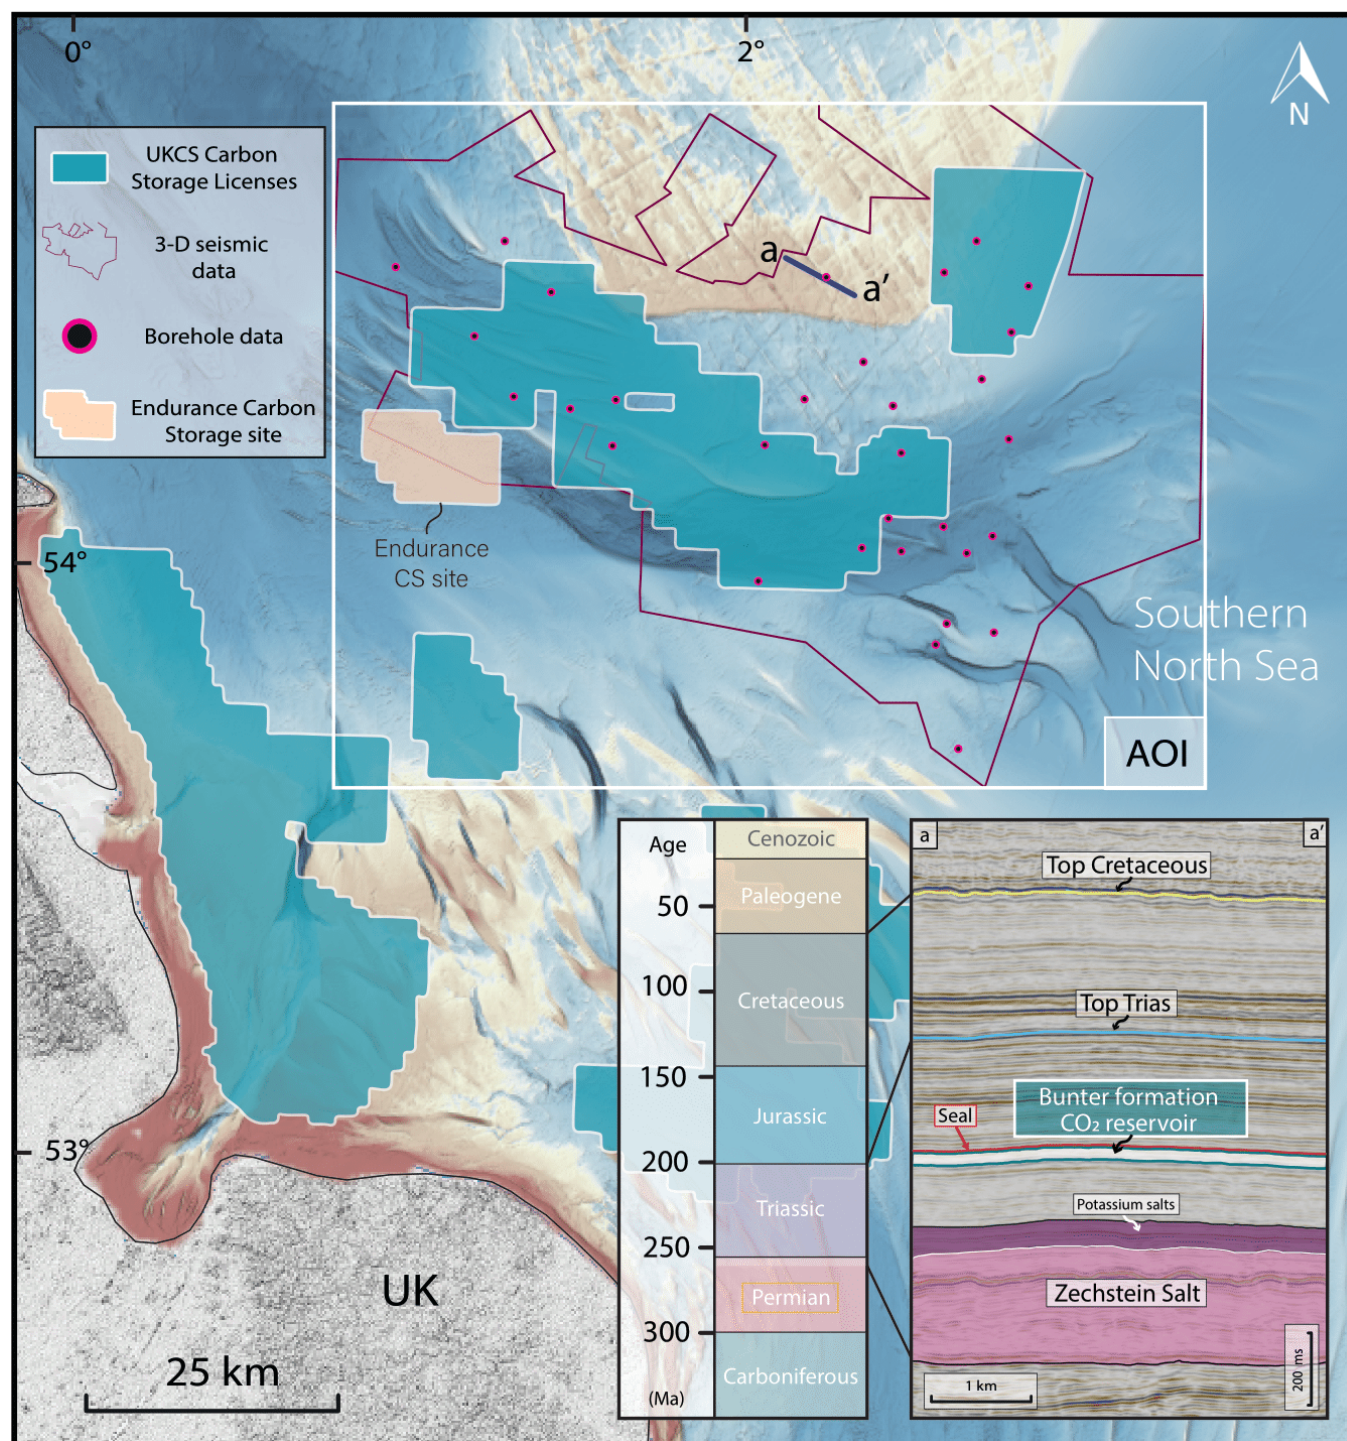 0°
2°
N
UKCS Carbon
Storage Licenses
3-D seismic
data
Borehole data
Endurance Carbon
Storage site
a
a′
Endurance
CS site
54°
Southern
North Sea
AOI
53°
UK
25 km
Age
50
100
150
200
250
300
(Ma)
Cenozoic
Paleogene
Cretaceous
Jurassic
Triassic
Permian
Carboniferous
a
a′
Top Cretaceous
Top Trias
Bunter formation
CO₂ reservoir
Seal
Potassium salts
Zechstein Salt
1 km
200 ms